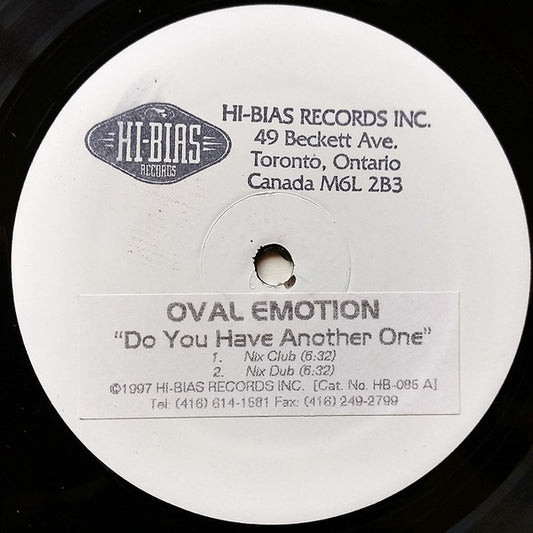 HI-BIAS
RECORDS
HI-BIAS RECORDS INC.
49 Beckett Ave.
Toronto, Ontario
Canada M6L 2B3
OVAL EMOTION
"Do You Have Another One"
1. Nix Club (6:32)
2. Nix Dub (6:32)
©1997 HI-BIAS RECORDS INC. [Cat. No. HB-085 A]
Tel: (416) 614-1581 Fax: (416) 249-2799